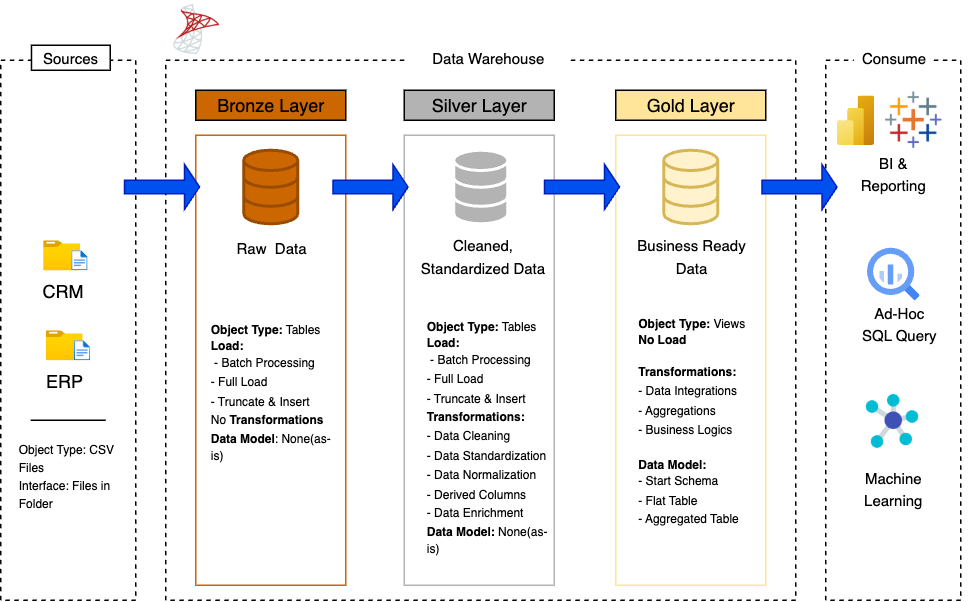 Sources
CRM
ERP
Object Type: CSV
Files
Interface: Files in
Folder
Data Warehouse
Bronze Layer
Raw Data
Object Type: Tables
Load:
- Batch Processing
- Full Load
- Truncate & Insert
No Transformations
Data Model: None(as-
is)
Silver Layer
Cleaned,
Standardized Data
Object Type: Tables
Load:
- Batch Processing
- Full Load
- Truncate & Insert
Transformations:
- Data Cleaning
- Data Standardization
- Data Normalization
- Derived Columns
- Data Enrichment
Data Model: None(as-
is)
Gold Layer
Business Ready
Data
Object Type: Views
No Load
Transformations:
- Data Integrations
- Aggregations
- Business Logics
Data Model:
- Start Schema
- Flat Table
- Aggregated Table
Consume
BI &
Reporting
Ad-Hoc
SQL Query
Machine
Learning